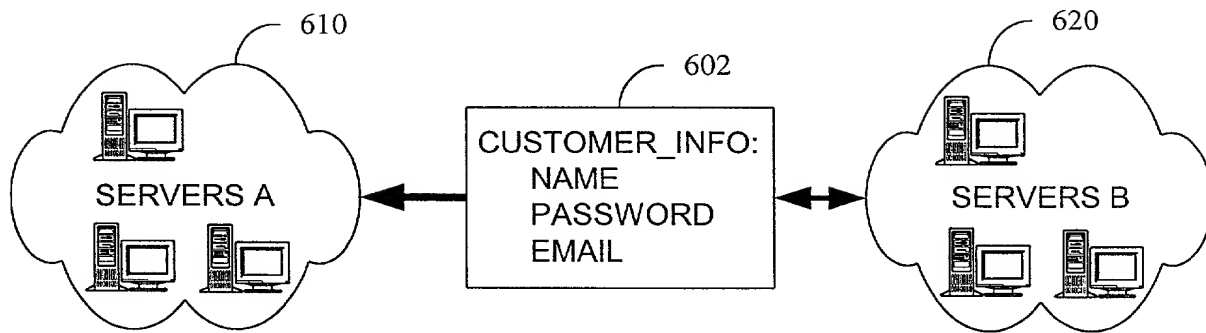 610
602
620
SERVERS A
CUSTOMER_INFO:
NAME
PASSWORD
EMAIL
SERVERS B